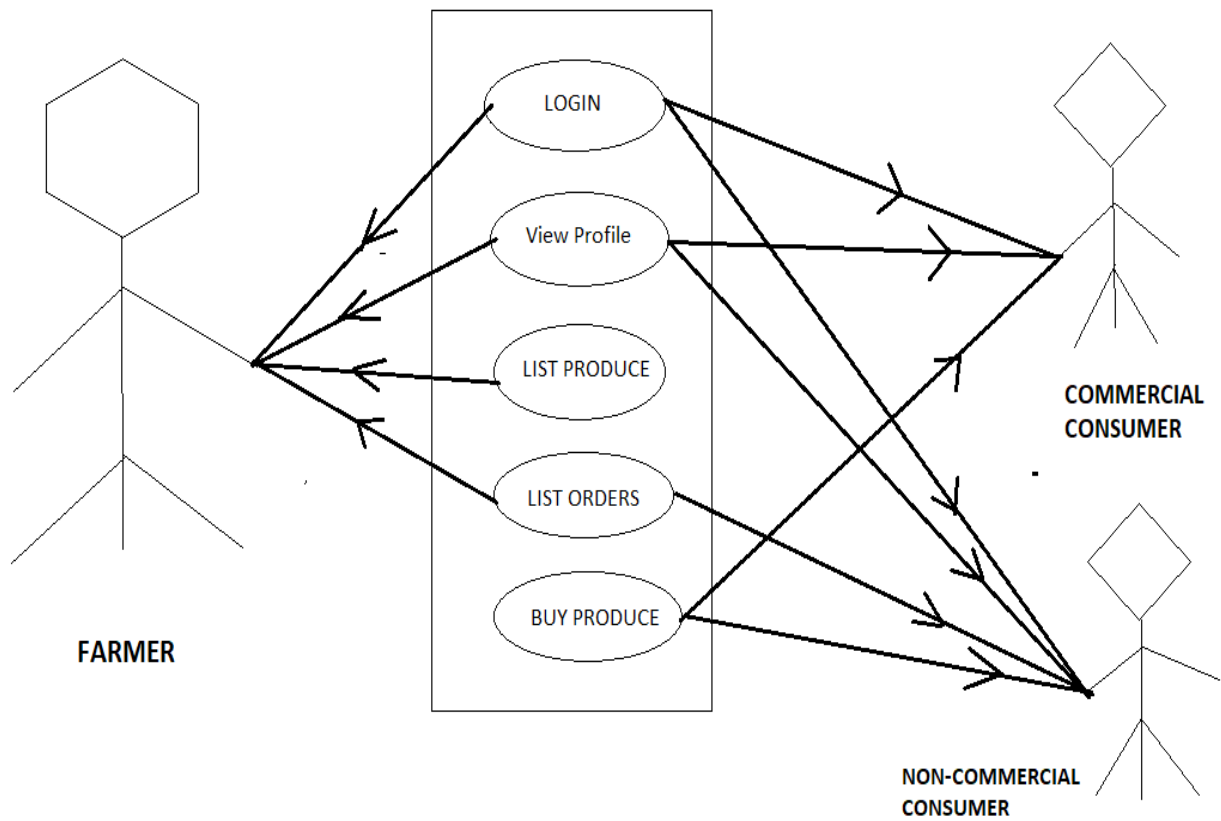 LOGIN
View Profile
LIST PRODUCE
LIST ORDERS
BUY PRODUCE
FARMER
COMMERCIAL
CONSUMER
NON-COMMERCIAL
CONSUMER